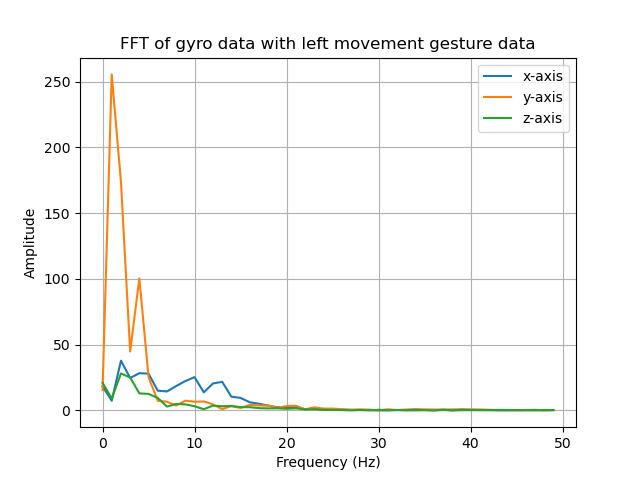 FFT of gyro data with left movement gesture data
x-axis
y-axis
z-axis
250
200
150
100
50
0
Amplitude
0 10 20 30 40 50
Frequency (Hz)